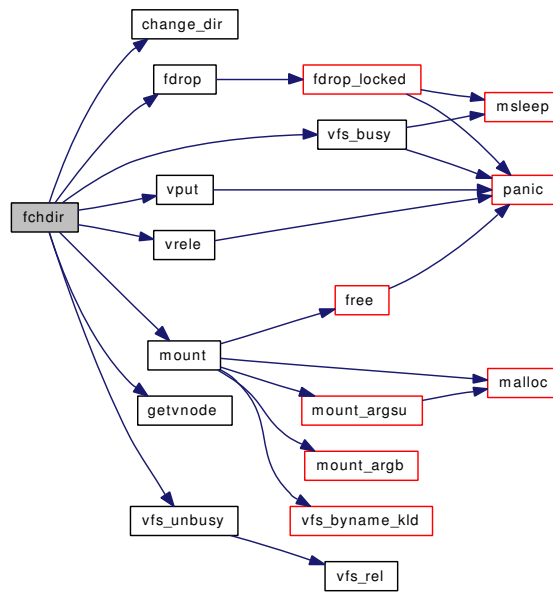 change_dir
fdrop
fdrop_locked
msleep
vfs_busy
vput
panic
fchdir
vrele
free
mount
malloc
getvnode
mount_argsu
mount_argb
vfs_unbusy
vfs_byname_kld
vfs_rel